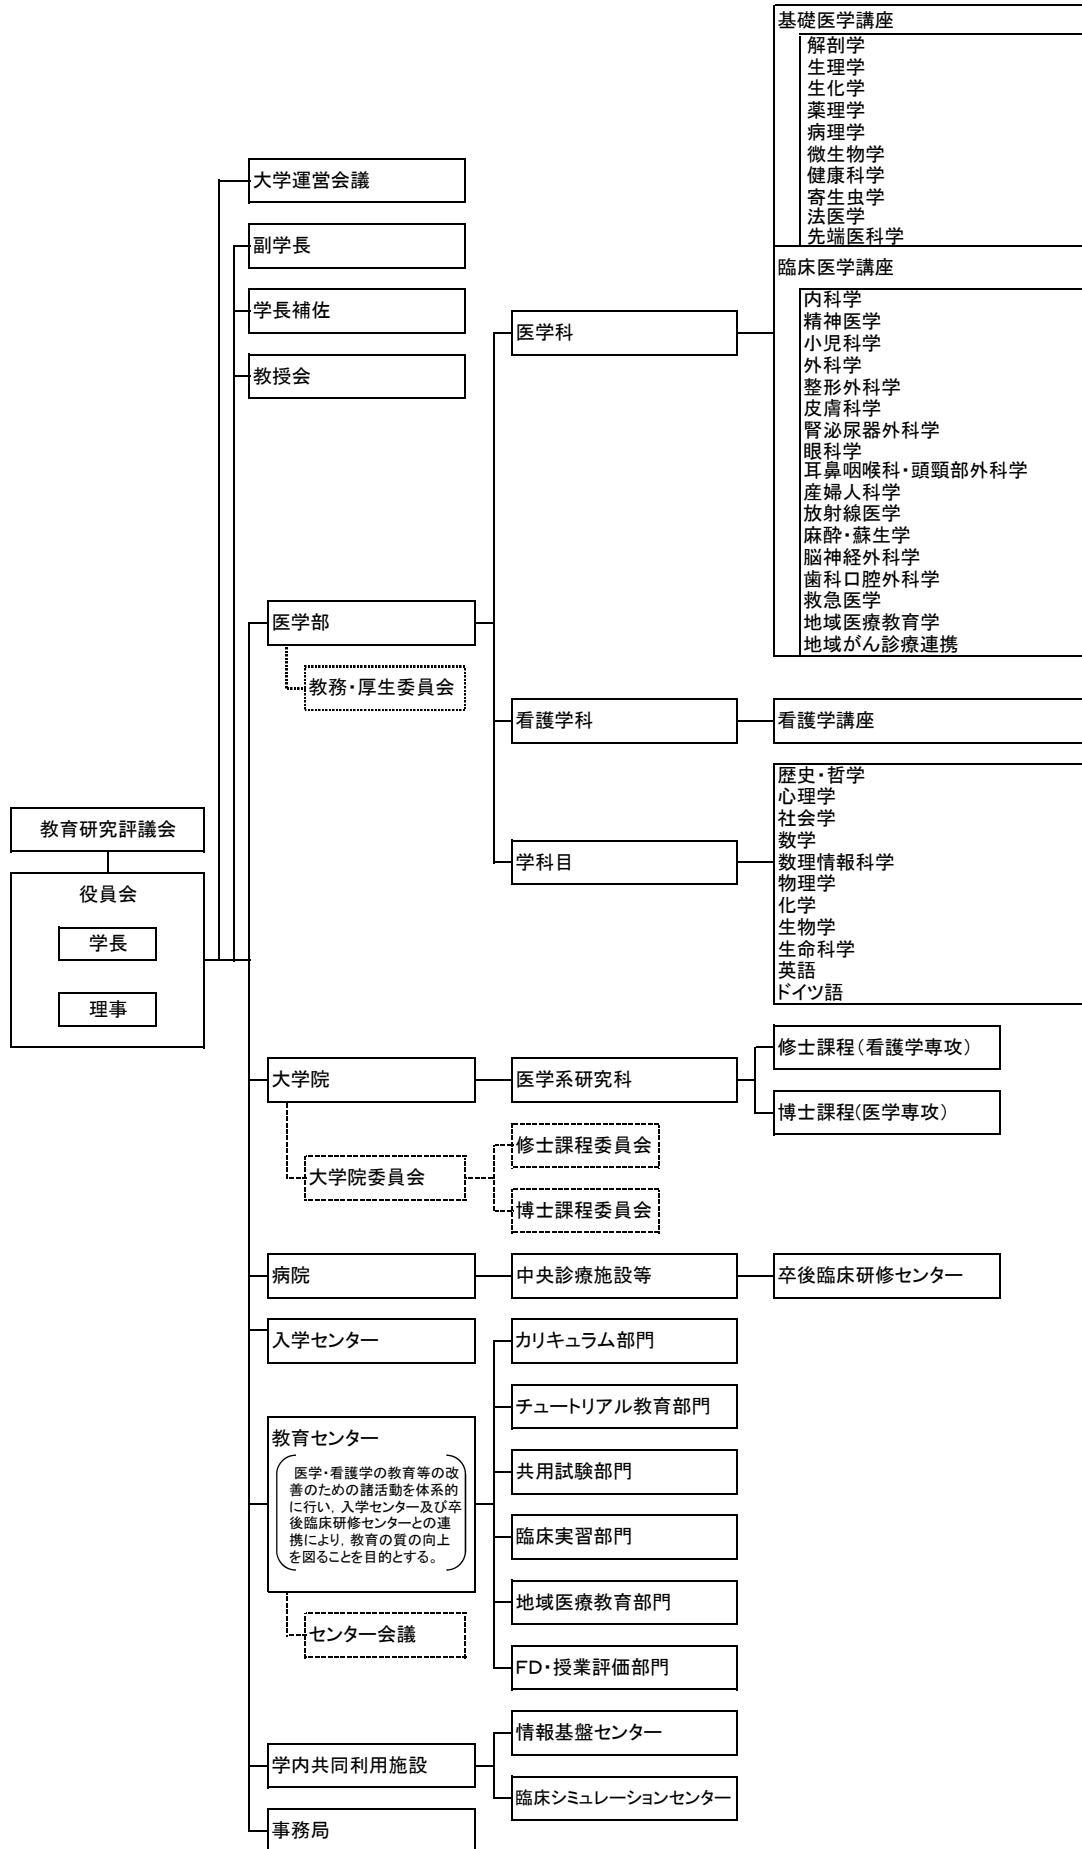 基礎医学講座
解剖学
生理学
生化学
薬理学
病理学
微生物学
健康科学
寄生虫学
法医学
先端医科学
大学運営会議
副学長
学長補佐
教授会
臨床医学講座
内科学
精神医学
小児科学
外科学
整形外科学
皮膚科学
腎泌尿器外科学
眼科学
耳鼻咽喉科・頭頸部外科学
産婦人科学
放射線医学
麻酔・蘇生学
脳神経外科学
歯科口腔外科学
救急医学
地域医療教育学
地域がん診療連携
医学科
医学部
教務・厚生委員会
看護学科
看護学講座
歴史・哲学
心理学
社会学
数学
数理情報科学
物理学
化学
生物学
生命科学
英語
ドイツ語
学科目
教育研究評議会
役員会
学長
理事
大学院
医学系研究科
修士課程（看護学専攻）
博士課程(医学専攻）
大学院委員会
修士課程委員会
博士課程委員会
病院
中央診療施設等
卒後臨床研修センター
入学センター
教育センター
医学・看護学の教育等の改
善のための諸活動を体系的
に行い，入学センター及び卒
後臨床研修センターとの連
携により，教育の質の向上
を図ることを目的とする。
センター会議
カリキュラム部門
チュートリアル教育部門
共用試験部門
臨床実習部門
地域医療教育部門
ＦＤ・授業評価部門
学内共同利用施設
情報基盤センター
臨床シミュレーションセンター
事務局